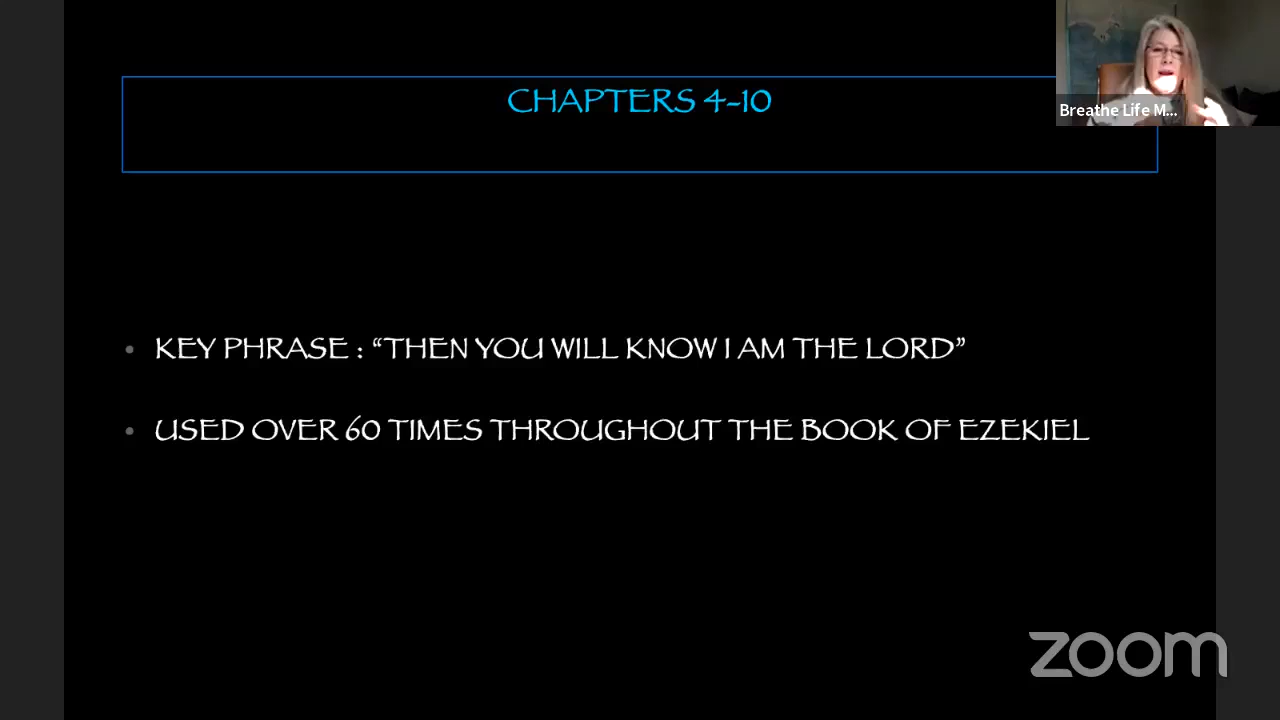 CHAPTERS 4-10
Breathe Life M...
• KEY PHRASE : “THEN YOU WILL KNOW I AM THE LORD”
• USED OVER 60 TIMES THROUGHOUT THE BOOK OF EZEKIEL
zoom